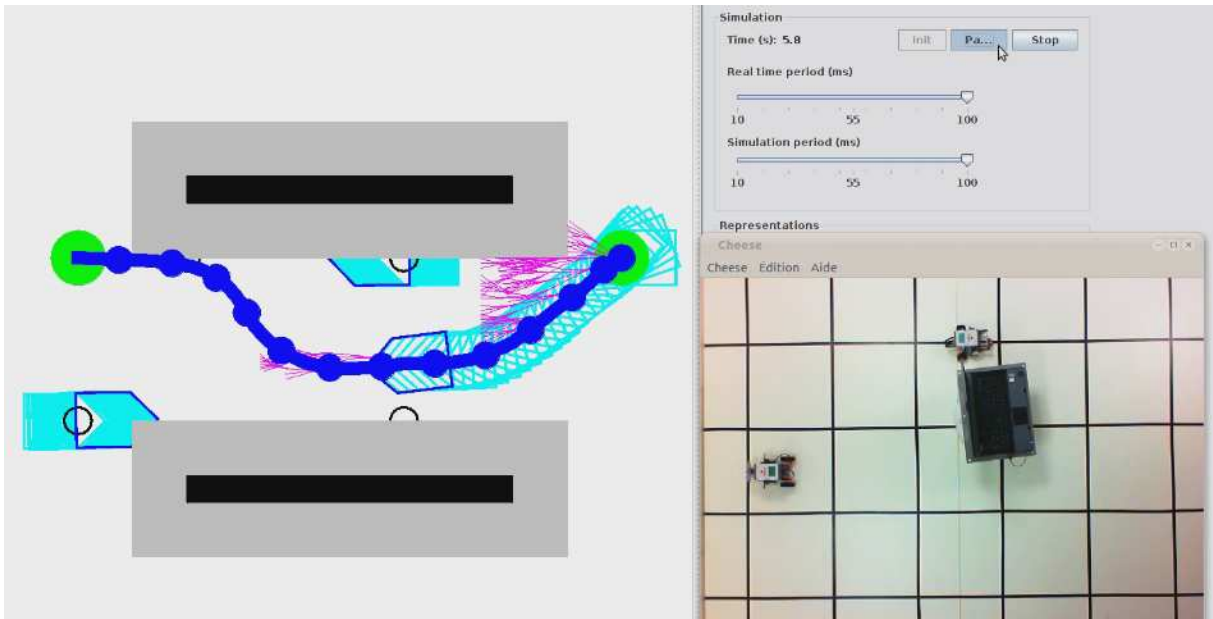 Simulation
Time (s): 5.8 Init Pa... Stop
Real time period (ms)
10 55 100
Simulation period (ms)
10 55 100
Representations
Cheese
Cheese Édition Aide